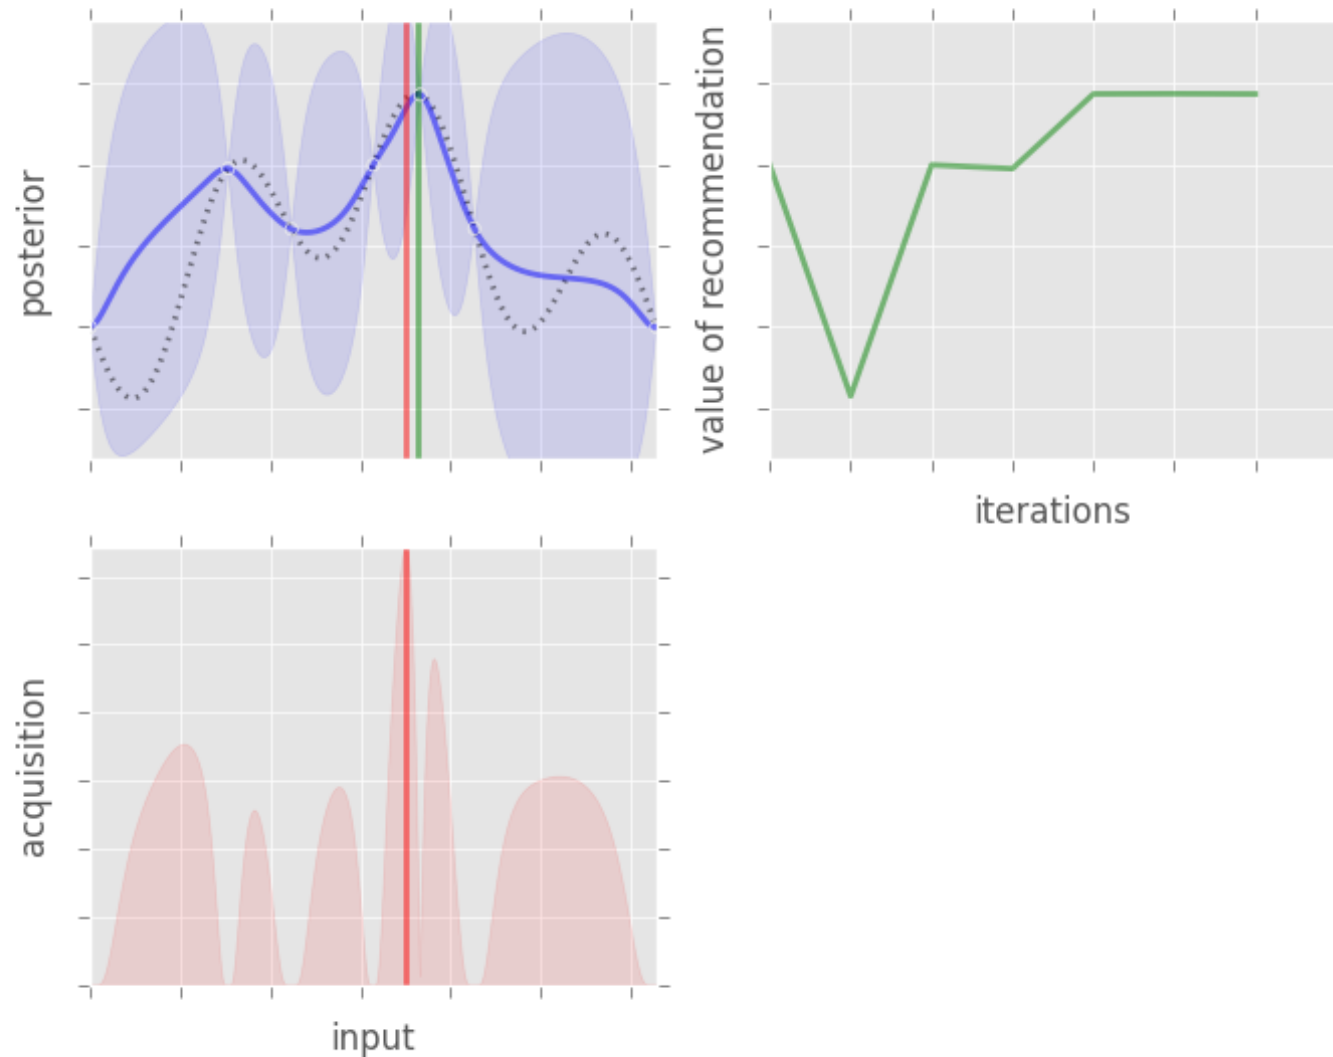 posterior
value of recommendation
iterations
acquisition
input